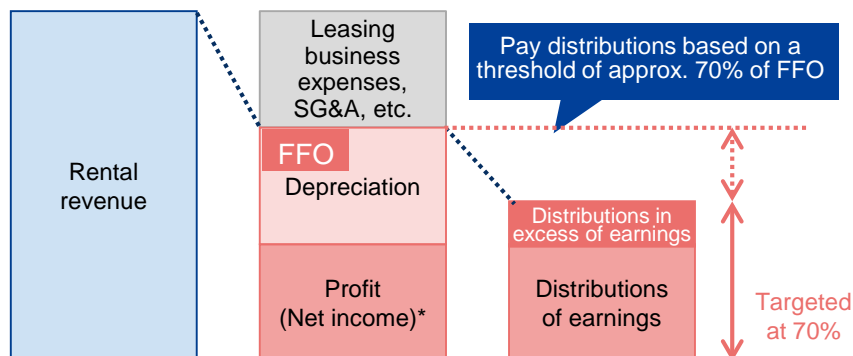 Rental
revenue
Leasing
business
expenses,
SG&A, etc.
FFO
Depreciation
Profit
(Net income)*
Pay distributions based on a
threshold of approx. 70% of FFO
Distributions in
excess of earnings
Distributions
of earnings
Targeted
at 70%